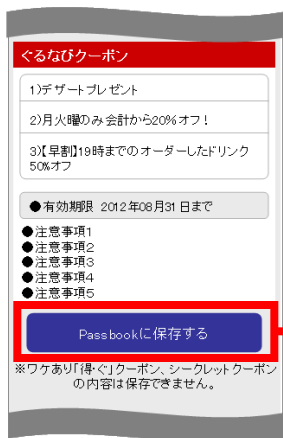 ぐるなびクーポン
1)デザートプレゼント
2)月火曜のみ会計から20%オフ！
3)【早割】19時までのオーダーしたドリンク
50%オフ
●有効期限 2012年08月31日まで
●注意事項1
●注意事項2
●注意事項3
●注意事項4
●注意事項5
Passbookに保存する
※ワケあり「得・ぐ」クーポン、シークレットクーポン
の内容は保存できません。